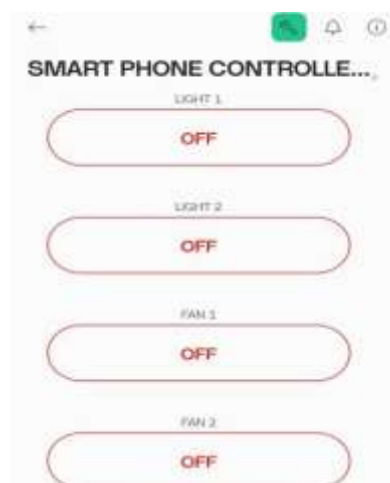 SMART PHONE CONTROLLE...
LIGHT 1
OFF
LIGHT 2
OFF
FAN 1
OFF
FAN 2
OFF